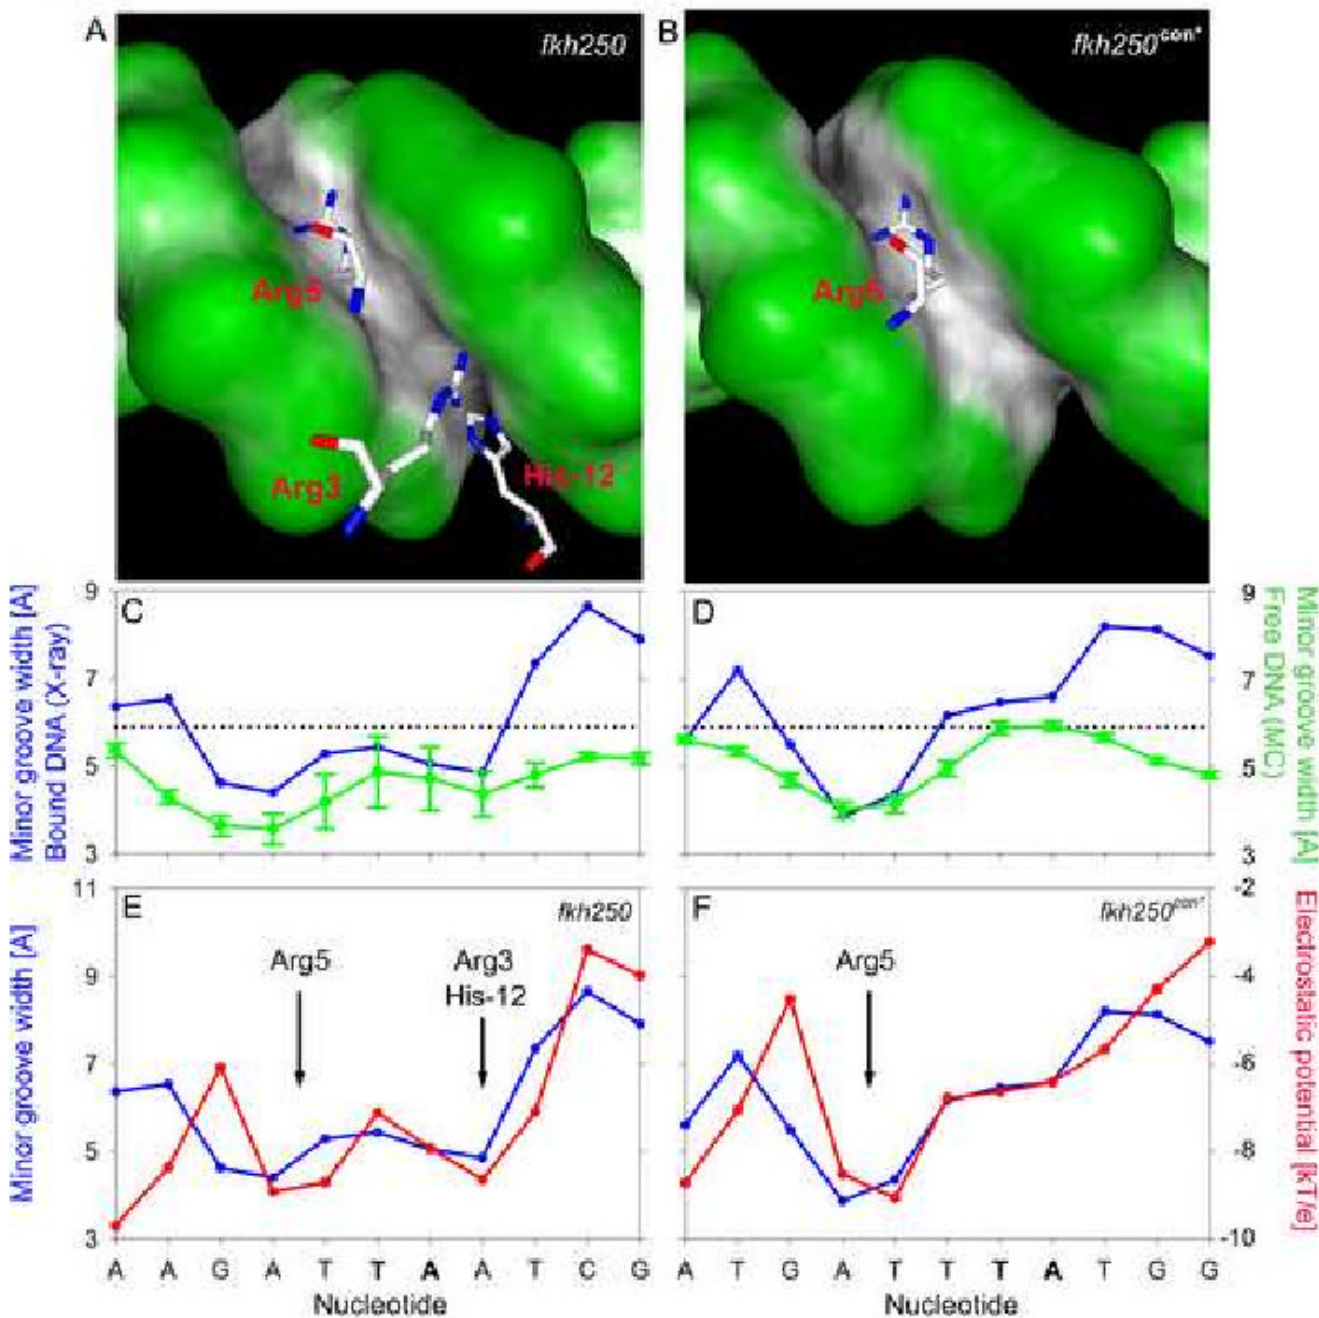 A
fkh250
B
fkh250con*
Arg5
Arg3
His-12
Arg5
Minor groove width [A]
Bound DNA (X-ray)
9
7
5
3
C
D
9
7
5
3
Minor groove width [A]
Free DNA (MC)
Minor groove width [A]
11
9
7
5
3
E
fkh250
Arg5
Arg3
His-12
F
fkh250con*
Arg5
-2
-4
-6
-8
-10
Electrostatic potential [kT/e]
A A G A T T A A T C G
Nucleotide
A T G A T T T A T G G
Nucleotide